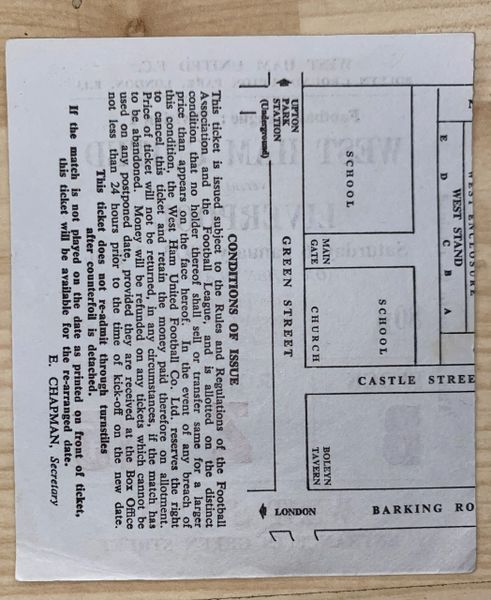 WEST ENCLOSURE
WEST STAND
E D C B A
UPTON
PARK
STATION
(Underground)
SCHOOL
GREEN STREET
MAIN
GATE
CHURCH
SCHOOL
CASTLE STREE
BOLEYN
TAVERN
LONDON
BARKING RO
CONDITIONS OF ISSUE
This ticket is issued subject to the Rules and Regulations of the Football
Association and the Football League, and is allotted on the distinct
condition that no holder thereof shall sell or transfer same for a larger
price than appears on the face hereof. In the event of any breach of
this condition, the West Ham United Football Co. Ltd. reserves the right
to cancel this ticket and retain the money paid therefore on allotment.
Price of ticket will not be returned, in any circumstances, if the match has
to be abandoned. Money will be refunded on any tickets which cannot be
used on any postponed date, provided they are received at the Box Office
not less than 24 hours prior to the time of kick-off on the new date.
This ticket does not re-admit through turnstiles
after counterfoil is detached.
If the match is not played on the date as printed on front of ticket,
this ticket will be available for the re-arranged date.
E. CHAPMAN, Secretary